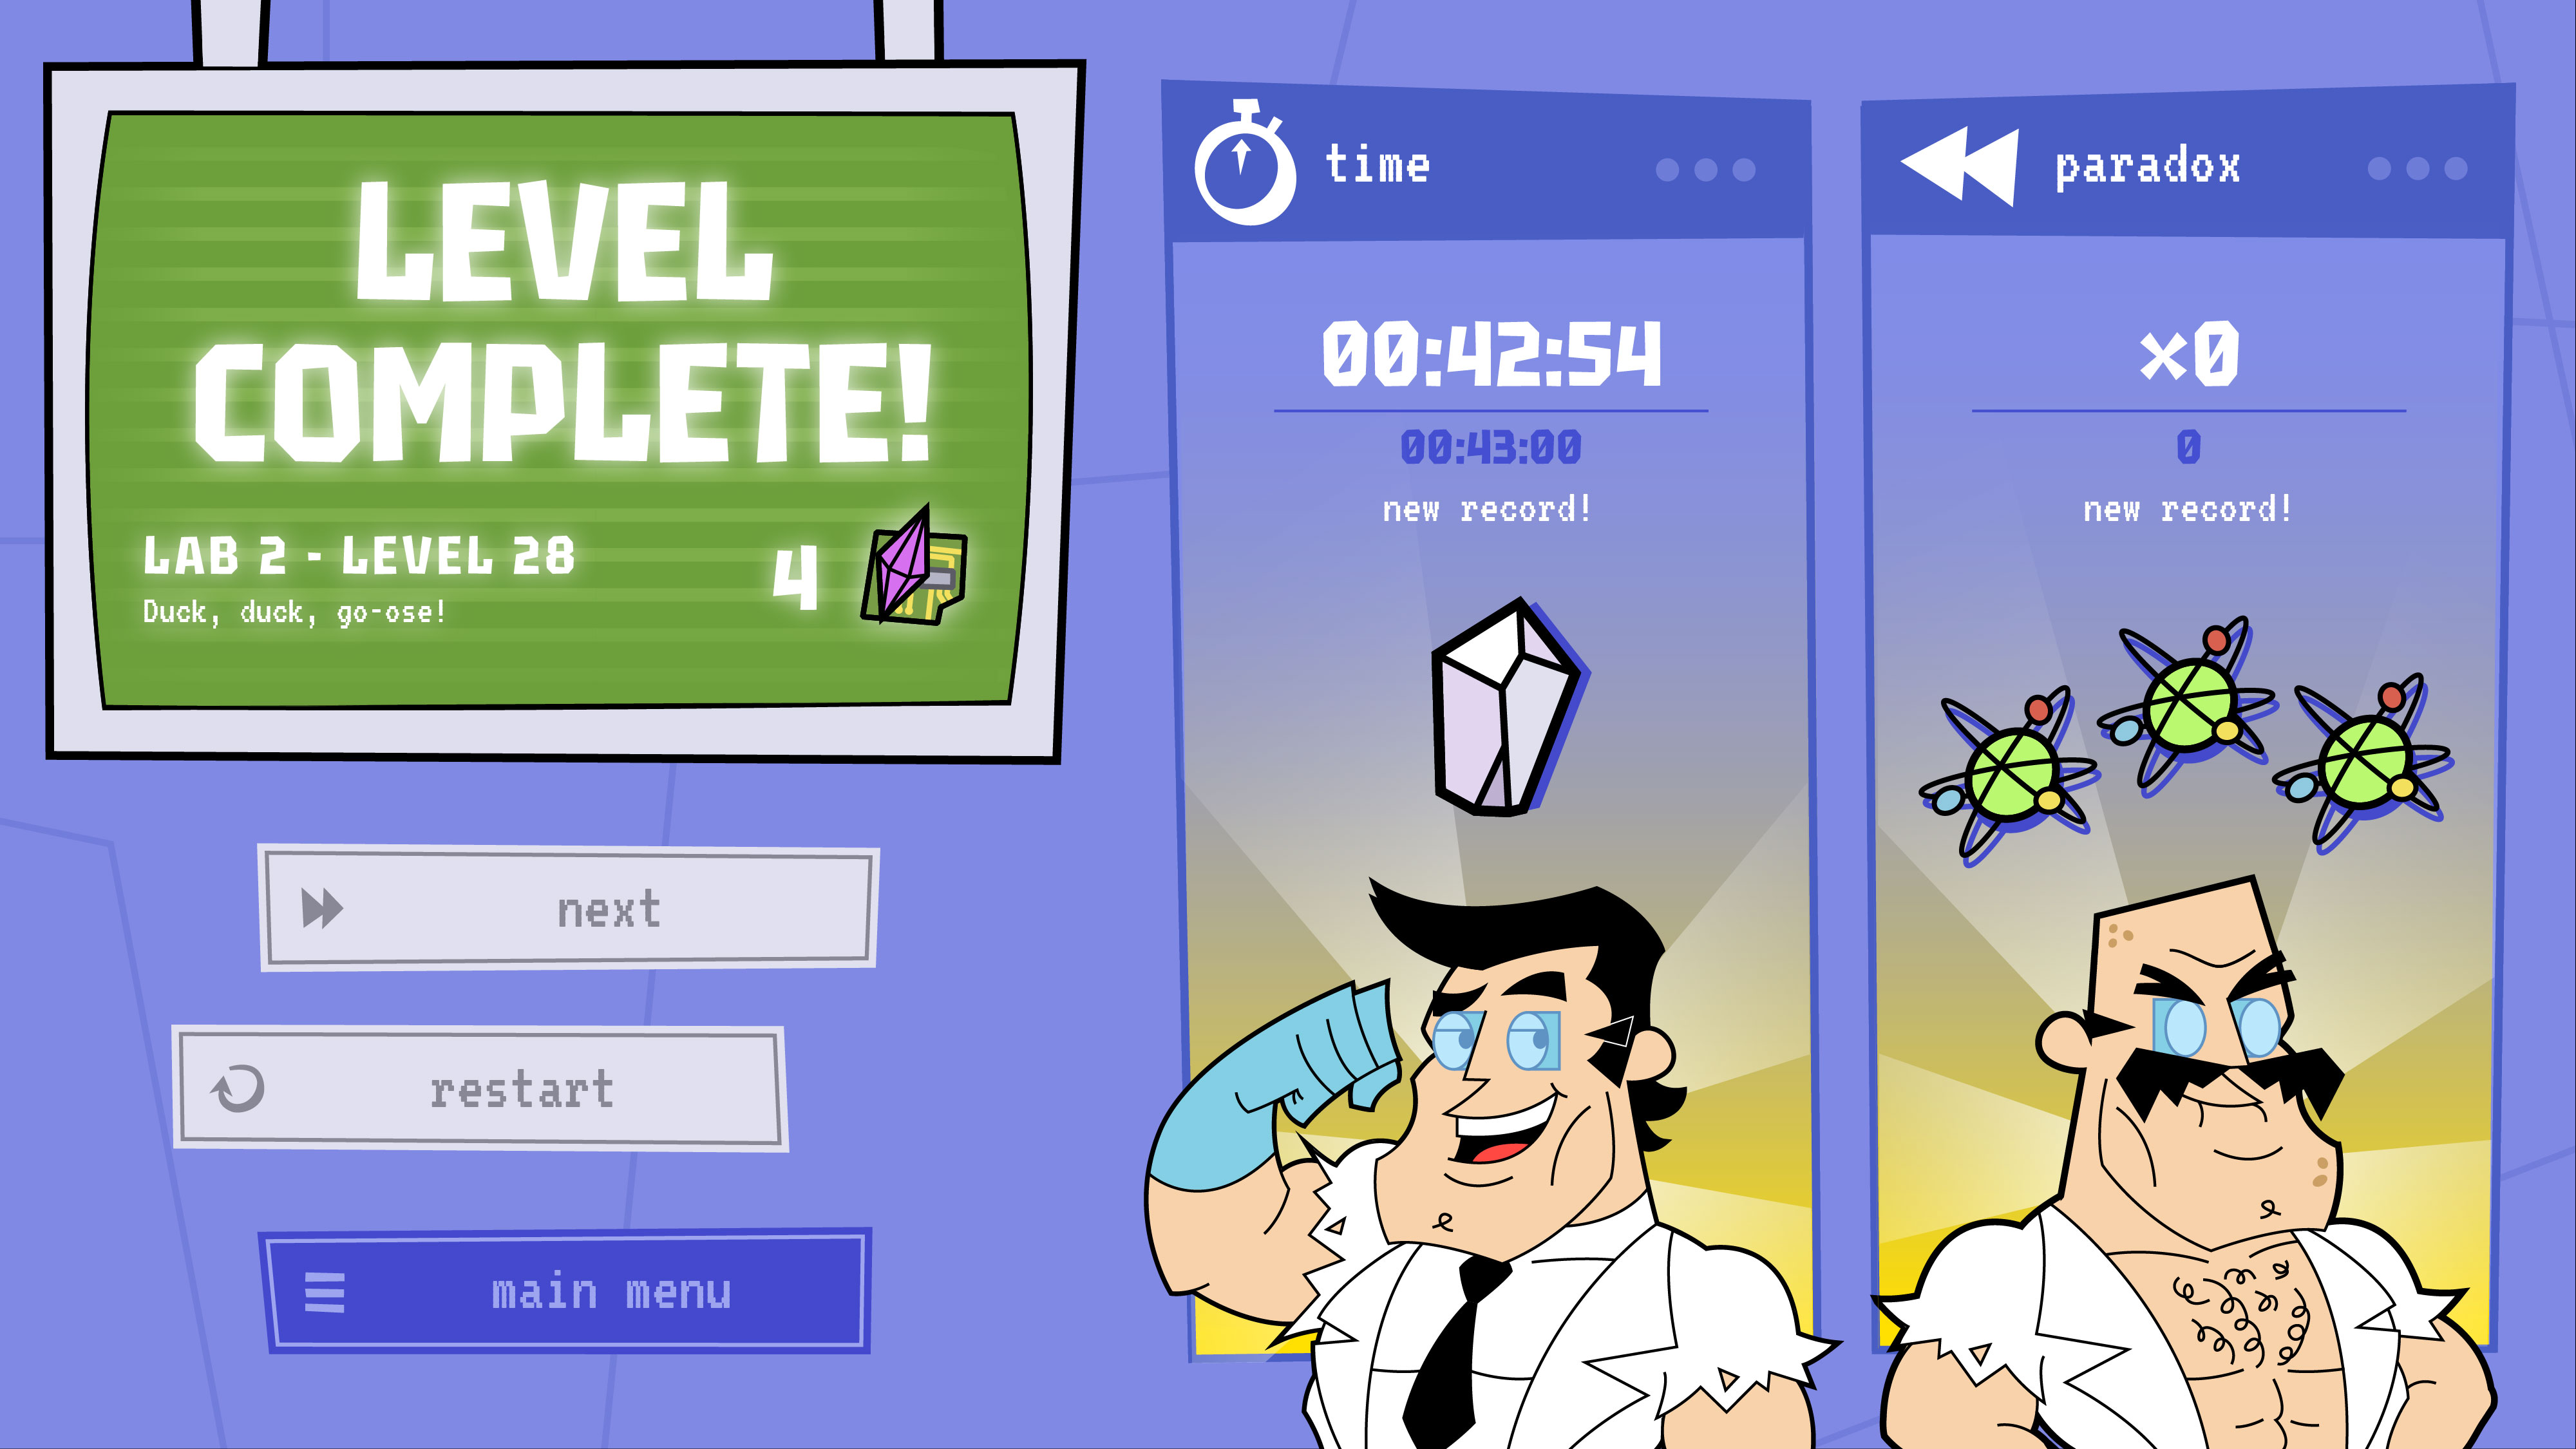 LEVEL
COMPLETE!
LAB 2 - LEVEL 28
Duck, duck, go-ose!
4
next
restart
main menu
time
00:42:54
00:43:00
new record!
paradox
×0
0
new record!